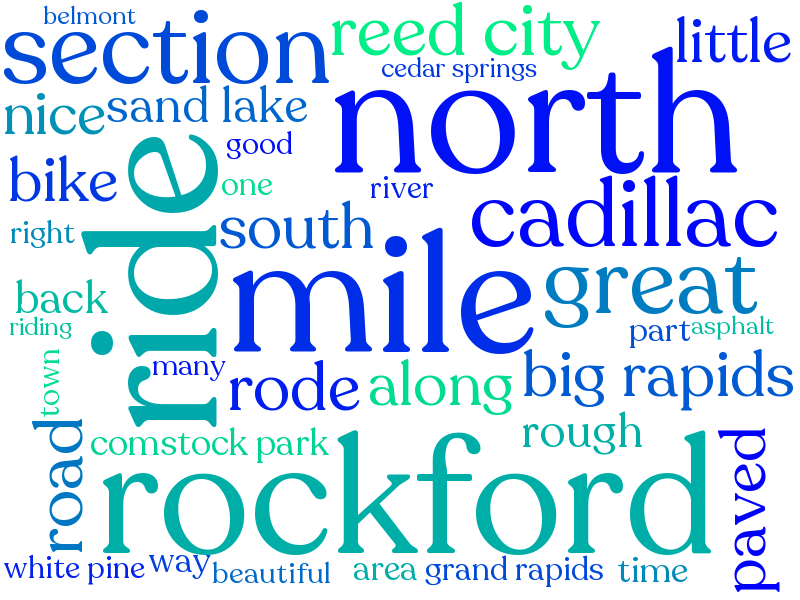 belmont
section
reed city
little
cedar springs
nice
sand lake
north
good
bike
ride
one
river
right
south
cadillac
mile
great
back
riding
part
asphalt
many
town
rode
along
big rapids
road
comstock park
rough
rockford
paved
white pine
way
beautiful
area
grand rapids
time